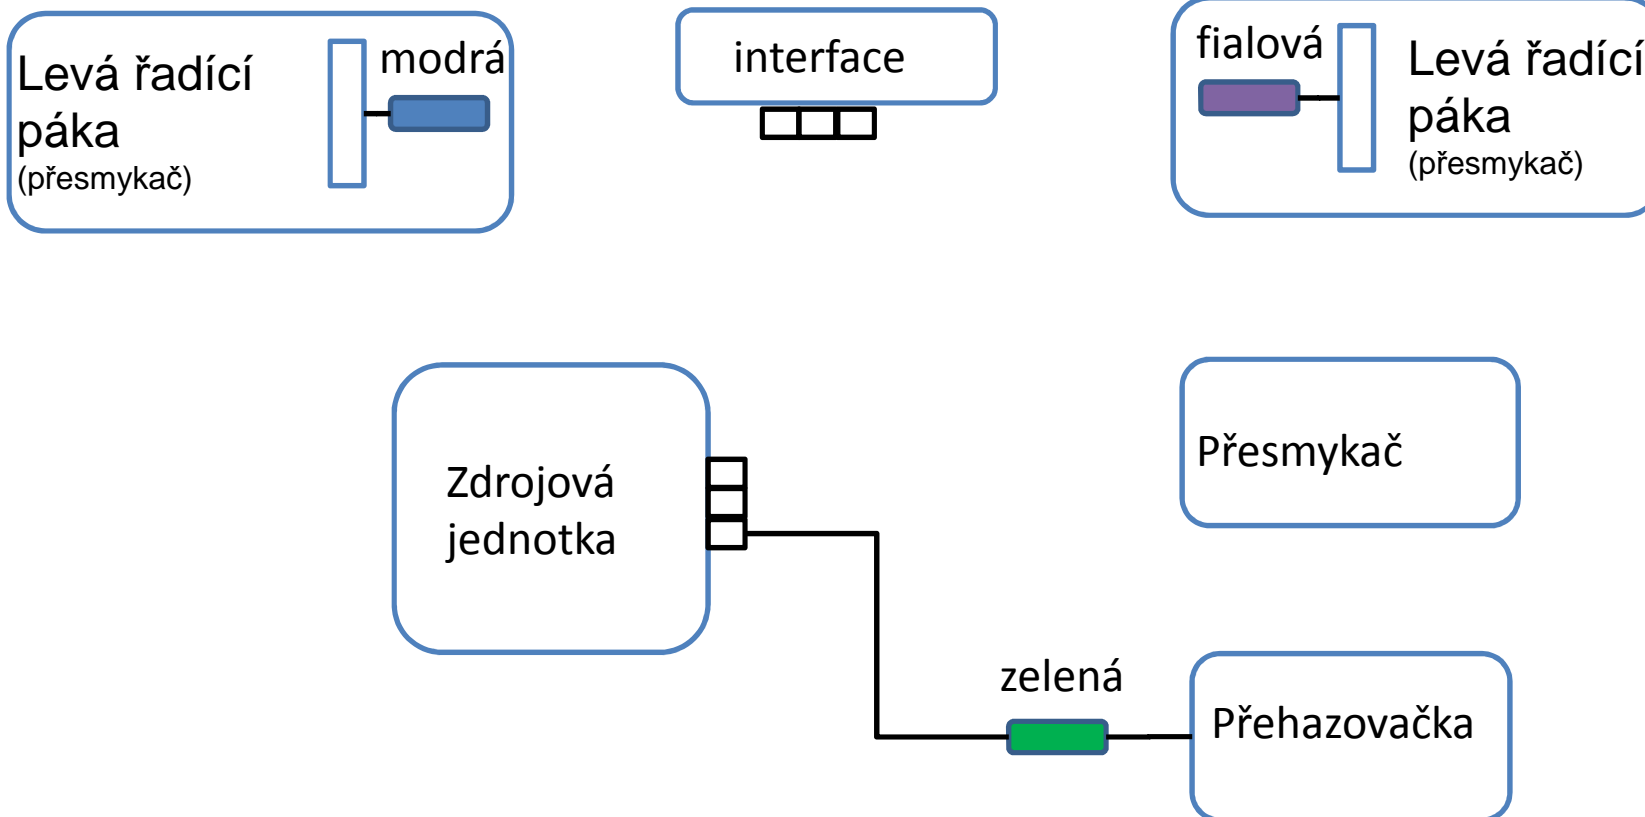 Levá řadící
páka
(přesmykač)
modrá
interface
fialová
Levá řadící
páka
(přesmykač)
Zdrojová
jednotka
Přesmykač
zelená
Přehazovačka